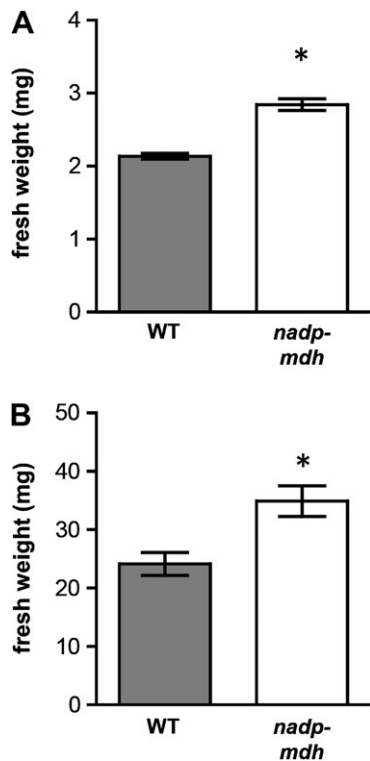 A
fresh weight (mg)
4
3
2
1
0
*
WT
nadp-
mdh
B
fresh weight (mg)
50
40
30
20
10
0
*
WT
nadp-
mdh